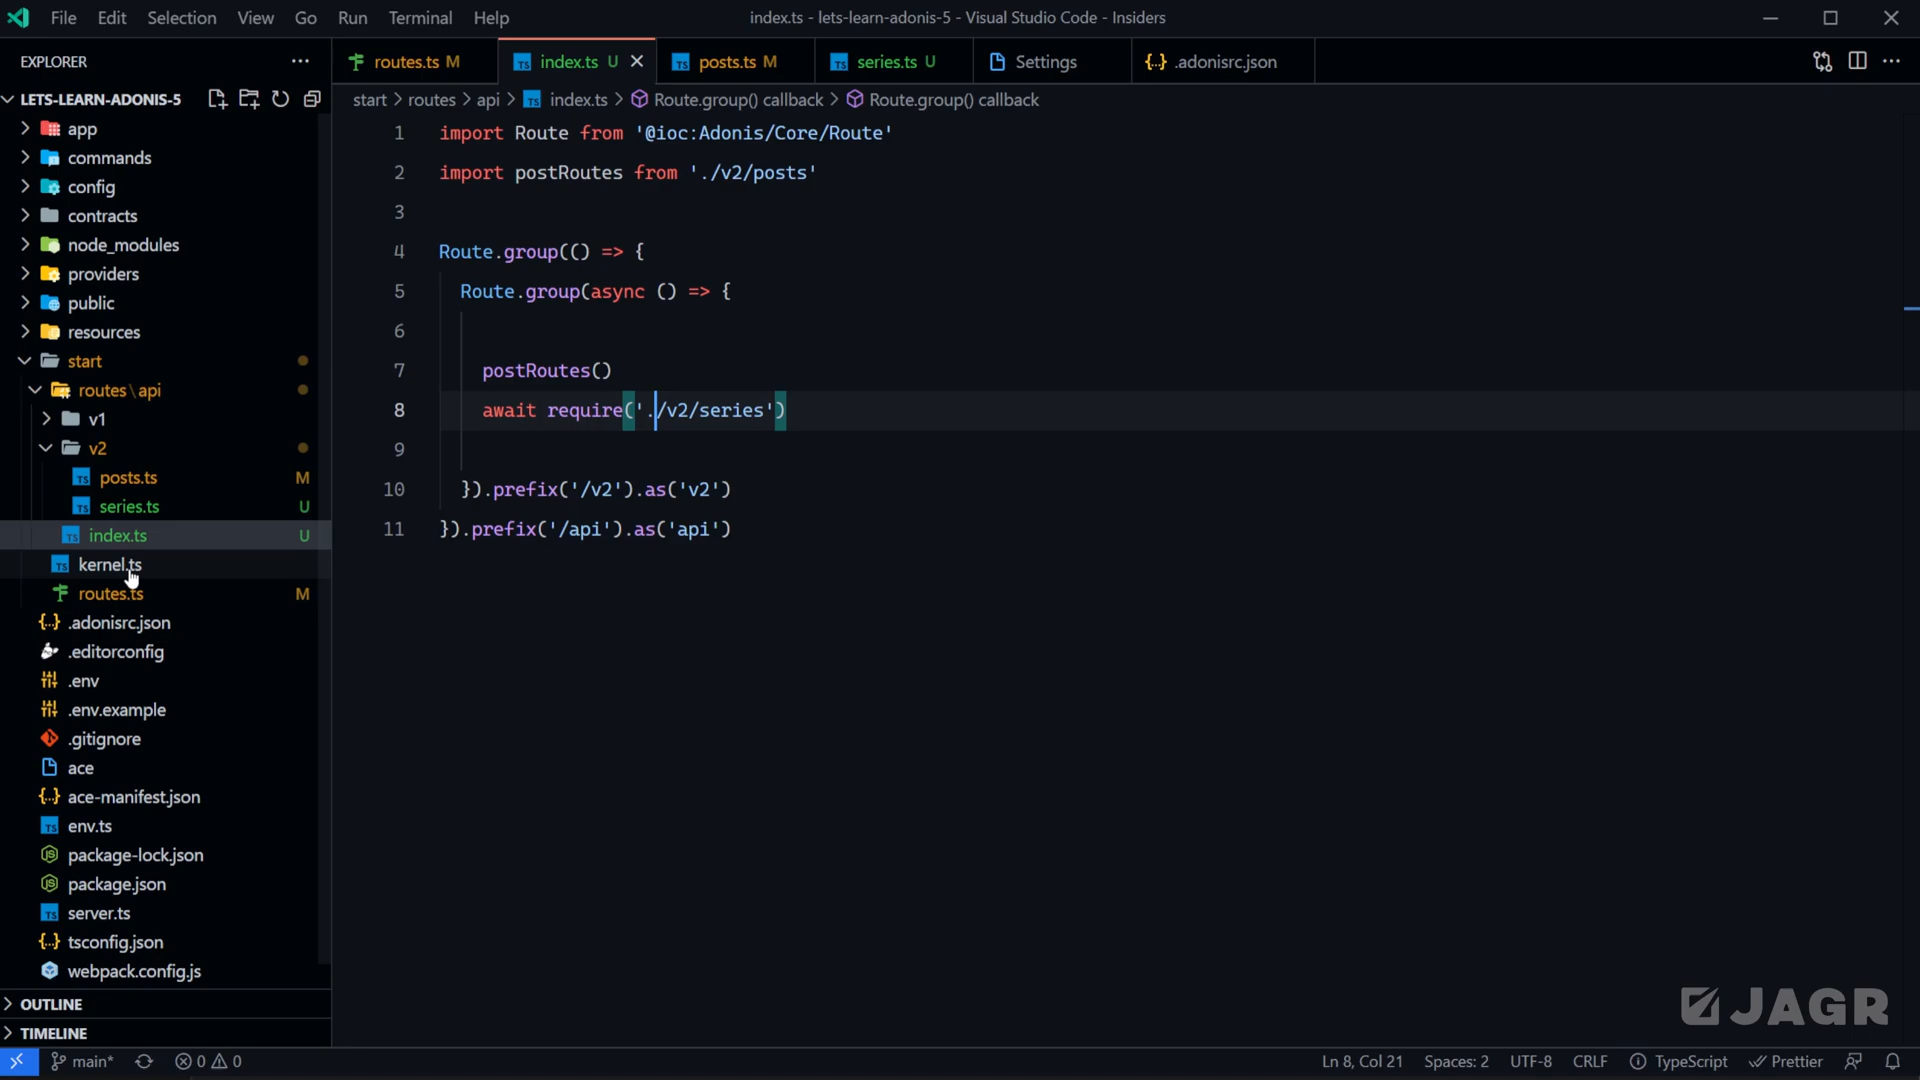 File Edit Selection View Go Run Terminal Help
index.ts - lets-learn-adonis-5 - Visual Studio Code - Insiders
EXPLORER
routes.ts M
index.ts U
posts.ts M
series.ts U
Settings
{..} .adonisrc.json
LETS-LEARN-ADONIS-5
start > routes > api > TS index.ts > Route.group() callback > Route.group() callback
app
commands
config
contracts
node_modules
providers
public
resources
start
routes\api
v1
v2
TS posts.ts M
TS series.ts U
TS index.ts U
TS kernel.ts
routes.ts M
{..} .adonisrc.json
.editorconfig
.env
.env.example
.gitignore
ace
{..} ace-manifest.json
TS env.ts
package-lock.json
package.json
TS server.ts
{..} tsconfig.json
webpack.config.js
OUTLINE
TIMELINE
1 import Route from '@ioc:Adonis/Core/Route'
2 import postRoutes from './v2/posts'
3
4 Route.group(() => {
5 Route.group(async () => {
6
7 postRoutes()
8 await require('./v2/series')
9
10 }).prefix('/v2').as('v2')
11 }).prefix('/api').as('api')
JAGR
main* 0 0
Ln 8, Col 21 Spaces: 2 UTF-8 CRLF TypeScript Prettier